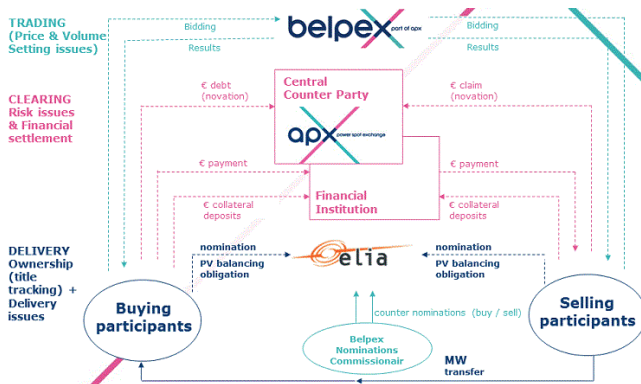 TRADING
(Price & Volume
Setting issues)
Bidding
Results
belpex
part of apx
Bidding
Results
CLEARING
Risk issues
& Financial
settlement
€ debt
(novation)
Central
Counter Party
apx
power spot exchange
€ claim
(novation)
€ payment
€ payment
€ collateral
deposits
Financial
Institution
€ collateral
deposits
DELIVERY
Ownership
(title
tracking) +
Delivery
issues
nomination
PV balancing
obligation
elia
nomination
PV balancing
obligation
Buying
participants
Selling
participants
counter nominations (buy / sell)
Belpex
Nominations
Commissionair
MW
transfer